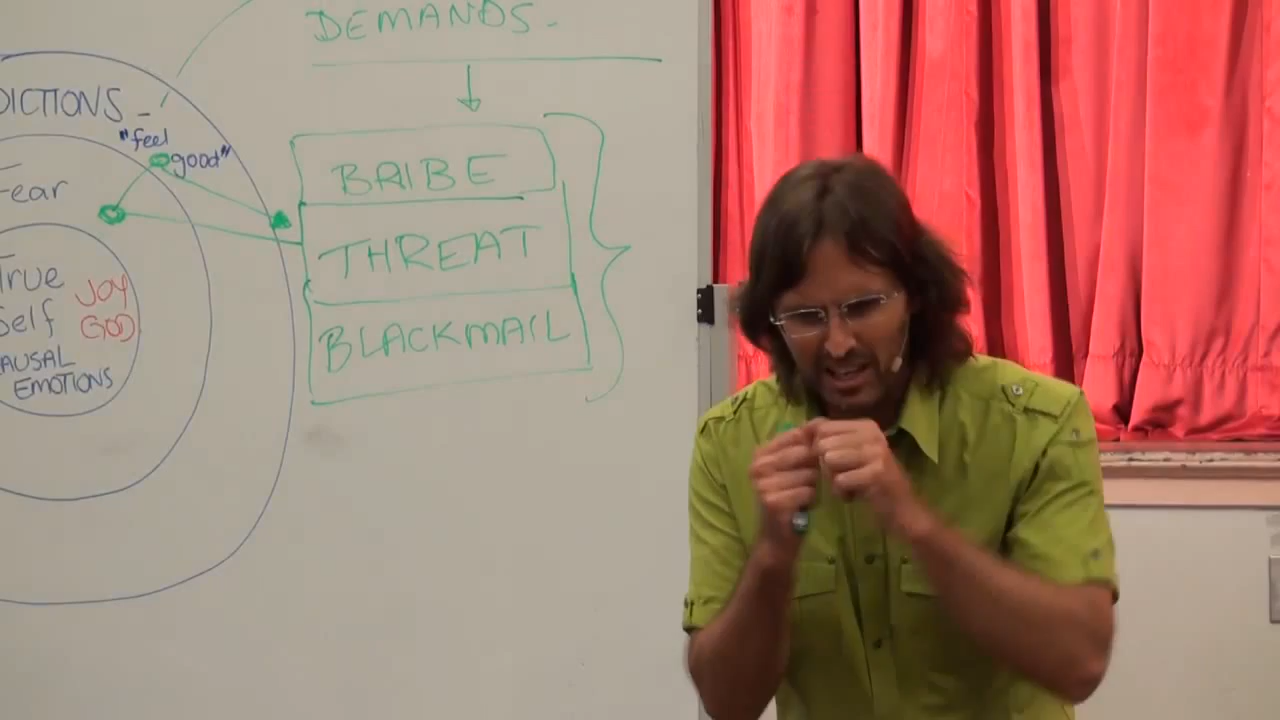 DEMANDS-
DICTIONS-
"feel
good"
Fear
BRIBE
THREAT
BLACKMAIL
True
Self
JOY
GOD
AUSAL
EMOTIONS